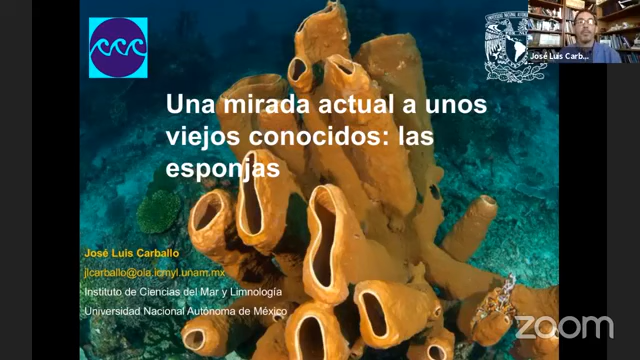 José Luis Carb...
Una mirada actual a unos
viejos conocidos: las
esponjas
José Luis Carballo
jlcarballo@ola.icmyl.unam.mx
Instituto de Ciencias del Mar y Limnología
Universidad Nacional Autónoma de México
zoom